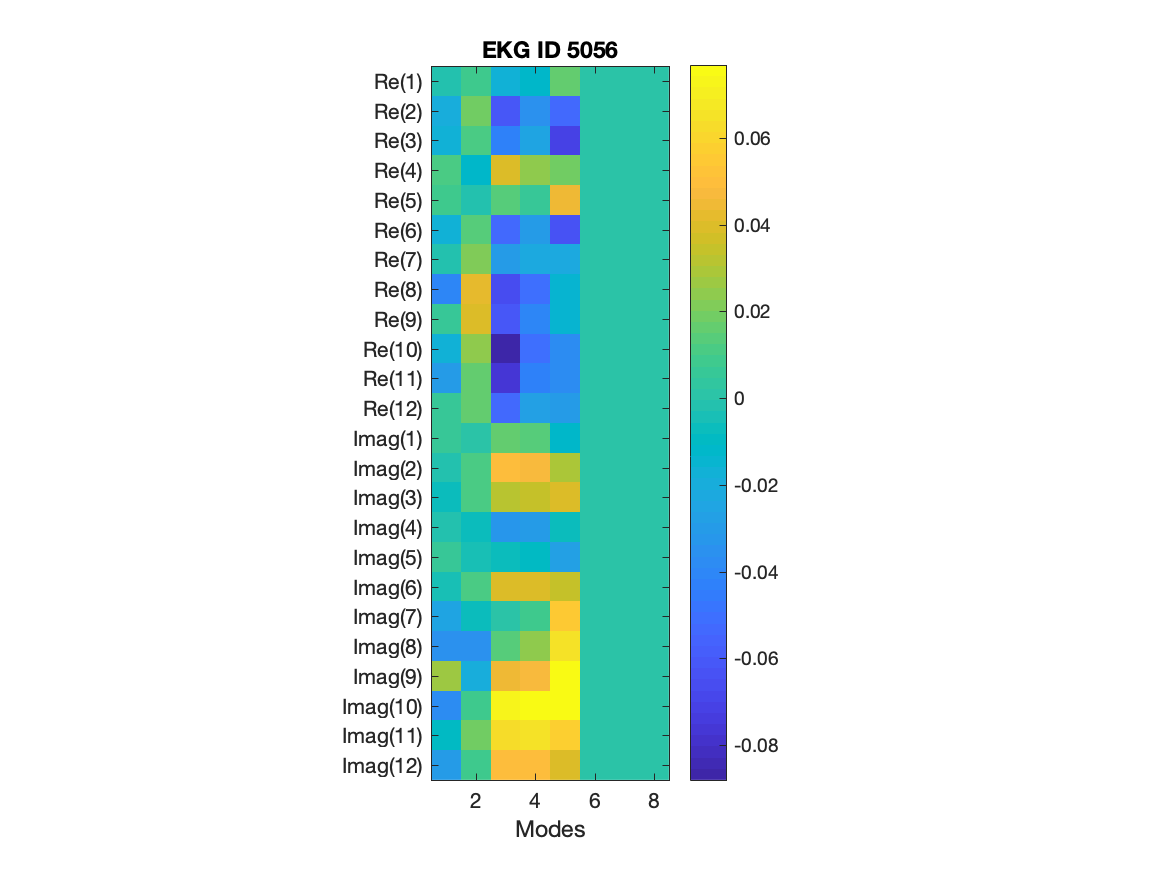 EKG ID 5056
Re(1)
Re(2)
Re(3)
Re(4)
Re(5)
Re(6)
Re(7)
Re(8)
Re(9)
Re(10)
Re(11)
Re(12)
Imag(1)
Imag(2)
Imag(3)
Imag(4)
Imag(5)
Imag(6)
Imag(7)
Imag(8)
Imag(9)
Imag(10)
Imag(11)
Imag(12)
2 4 6 8
Modes
0.06
0.04
0.02
0
-0.02
-0.04
-0.06
-0.08